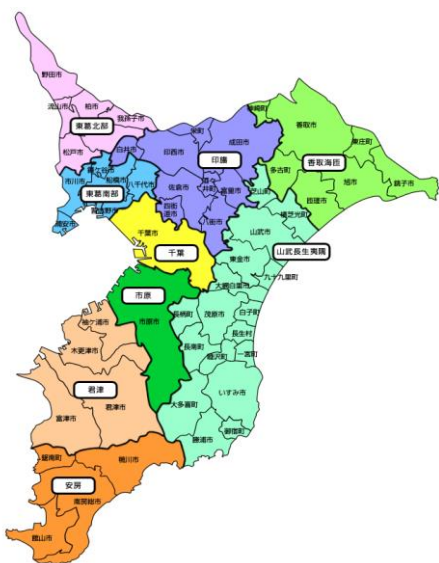 野田市
流山市
柏市
我孫子市
東葛北部
松戸市
栄町
成田市
神崎町
香取市
白井市
印西市
印旛
東庄町
香取海匝
鎌ケ谷市
市川市
船橋市
八千代市
佐倉市
酒々井町
富里市
芝山町
多古町
旭市
銚子市
東葛南部
匝瑳市
習志野市
四街道市
浦安市
八街市
横芝光町
千葉市
山武市
千葉
東金市
山武長生夷隅
九十九里町
市原
大網白里市
袖ケ浦市
市原市
長柄町
茂原市
白子町
木更津市
長南町
長生村
睦沢町
一宮町
君津
富津市
君津市
大多喜町
いすみ市
御宿町
勝浦市
鋸南町
鴨川市
安房
南房総市
館山市